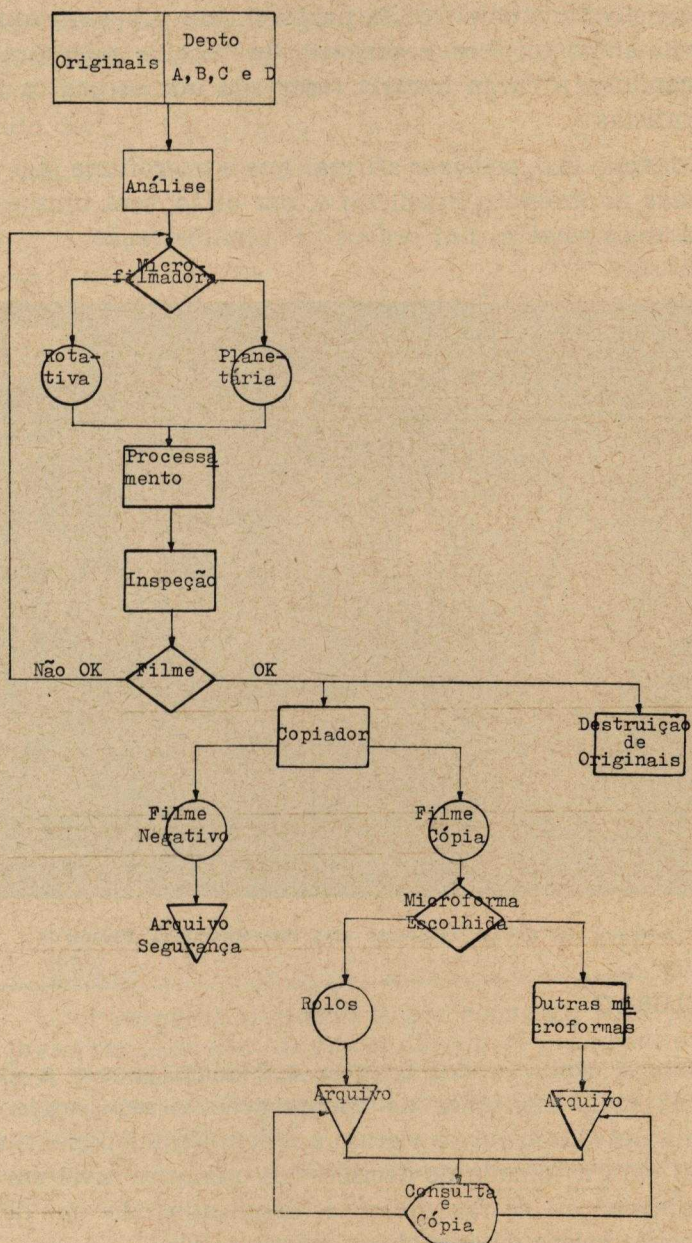 Originais
Depto
A,B,C e D
Análise
Micro-
filmadora
Rota-
tiva
Plane-
tária
Processa
mento
Inspeção
Não OK
Filme
OK
Copiador
Destruição
de
Originais
Filme
Negativo
Filme
Cópia
Arquivo
Segurança
Microforma
Escolhida
Rolos
Outras mi
croformas
Arquivo
Arquivo
Consulta
e
Cópia